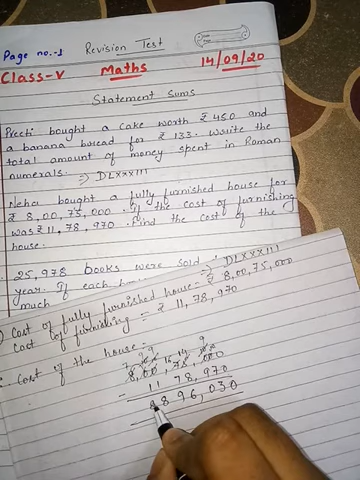 Page no.-1 Revision Test
Class-V Maths 14/09/20
Statement Sums
Preeti bought a cake worth ₹ 450 and
a banana bread for ₹ 133. Write the
total amount of money spent in Roman
numerals. ⇒ DLXXXIII
Neha bought a fully furnished house for
₹ 8,00,75,000. If the cost of furnishing
was ₹ 11,78,970. Find the cost of the
house.
25,978 books were sold
year. If each
much
⇒ DLXXXIII
Cost of fully furnished house = ₹ 8,00,75,000
Cost of furnishing = ₹ 11,78,970
Cost of the house:
8,00,75,000
- 11 78,970
8896,030